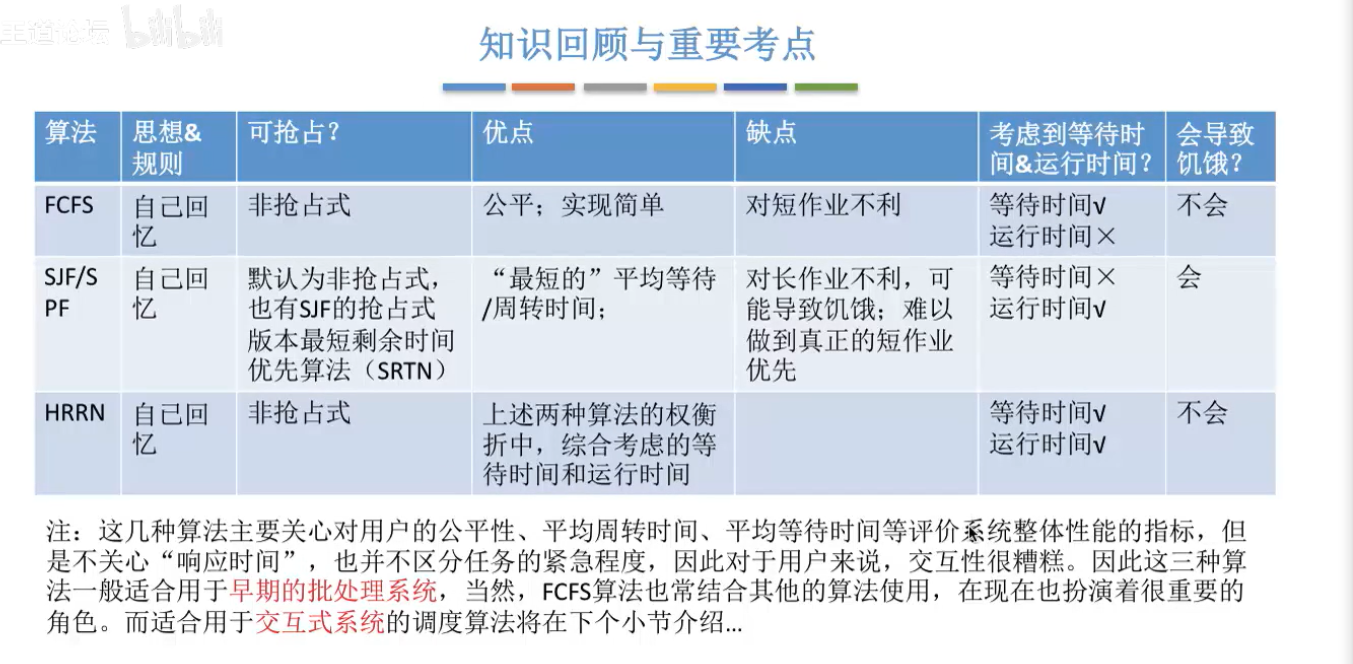 王道论坛 bilibili
知识回顾与重要考点
算法
思想&
规则
可抢占?
优点
缺点
考虑到等待时
间&运行时间?
会导致
饥饿?
FCFS
自己回
忆
非抢占式
公平；实现简单
对短作业不利
等待时间√
运行时间×
不会
SJF/S
PF
自己回
忆
默认为非抢占式，
也有SJF的抢占式
版本最短剩余时间
优先算法（SRTN）
“最短的”平均等待
/周转时间；
对长作业不利，可
能导致饥饿；难以
做到真正的短作业
优先
等待时间×
运行时间√
会
HRRN
自己回
忆
非抢占式
上述两种算法的权衡
折中，综合考虑的等
待时间和运行时间
等待时间√
运行时间√
不会
注：这几种算法主要关心对用户的公平性、平均周转时间、平均等待时间等评价系统整体性能的指标，但
是不关心“响应时间”，也并不区分任务的紧急程度，因此对于用户来说，交互性很糟糕。因此这三种算
法一般适合用于早期的批处理系统，当然，FCFS算法也常结合其他的算法使用，在现在也扮演着很重要的
角色。而适合用于交互式系统的调度算法将在下个小节介绍...